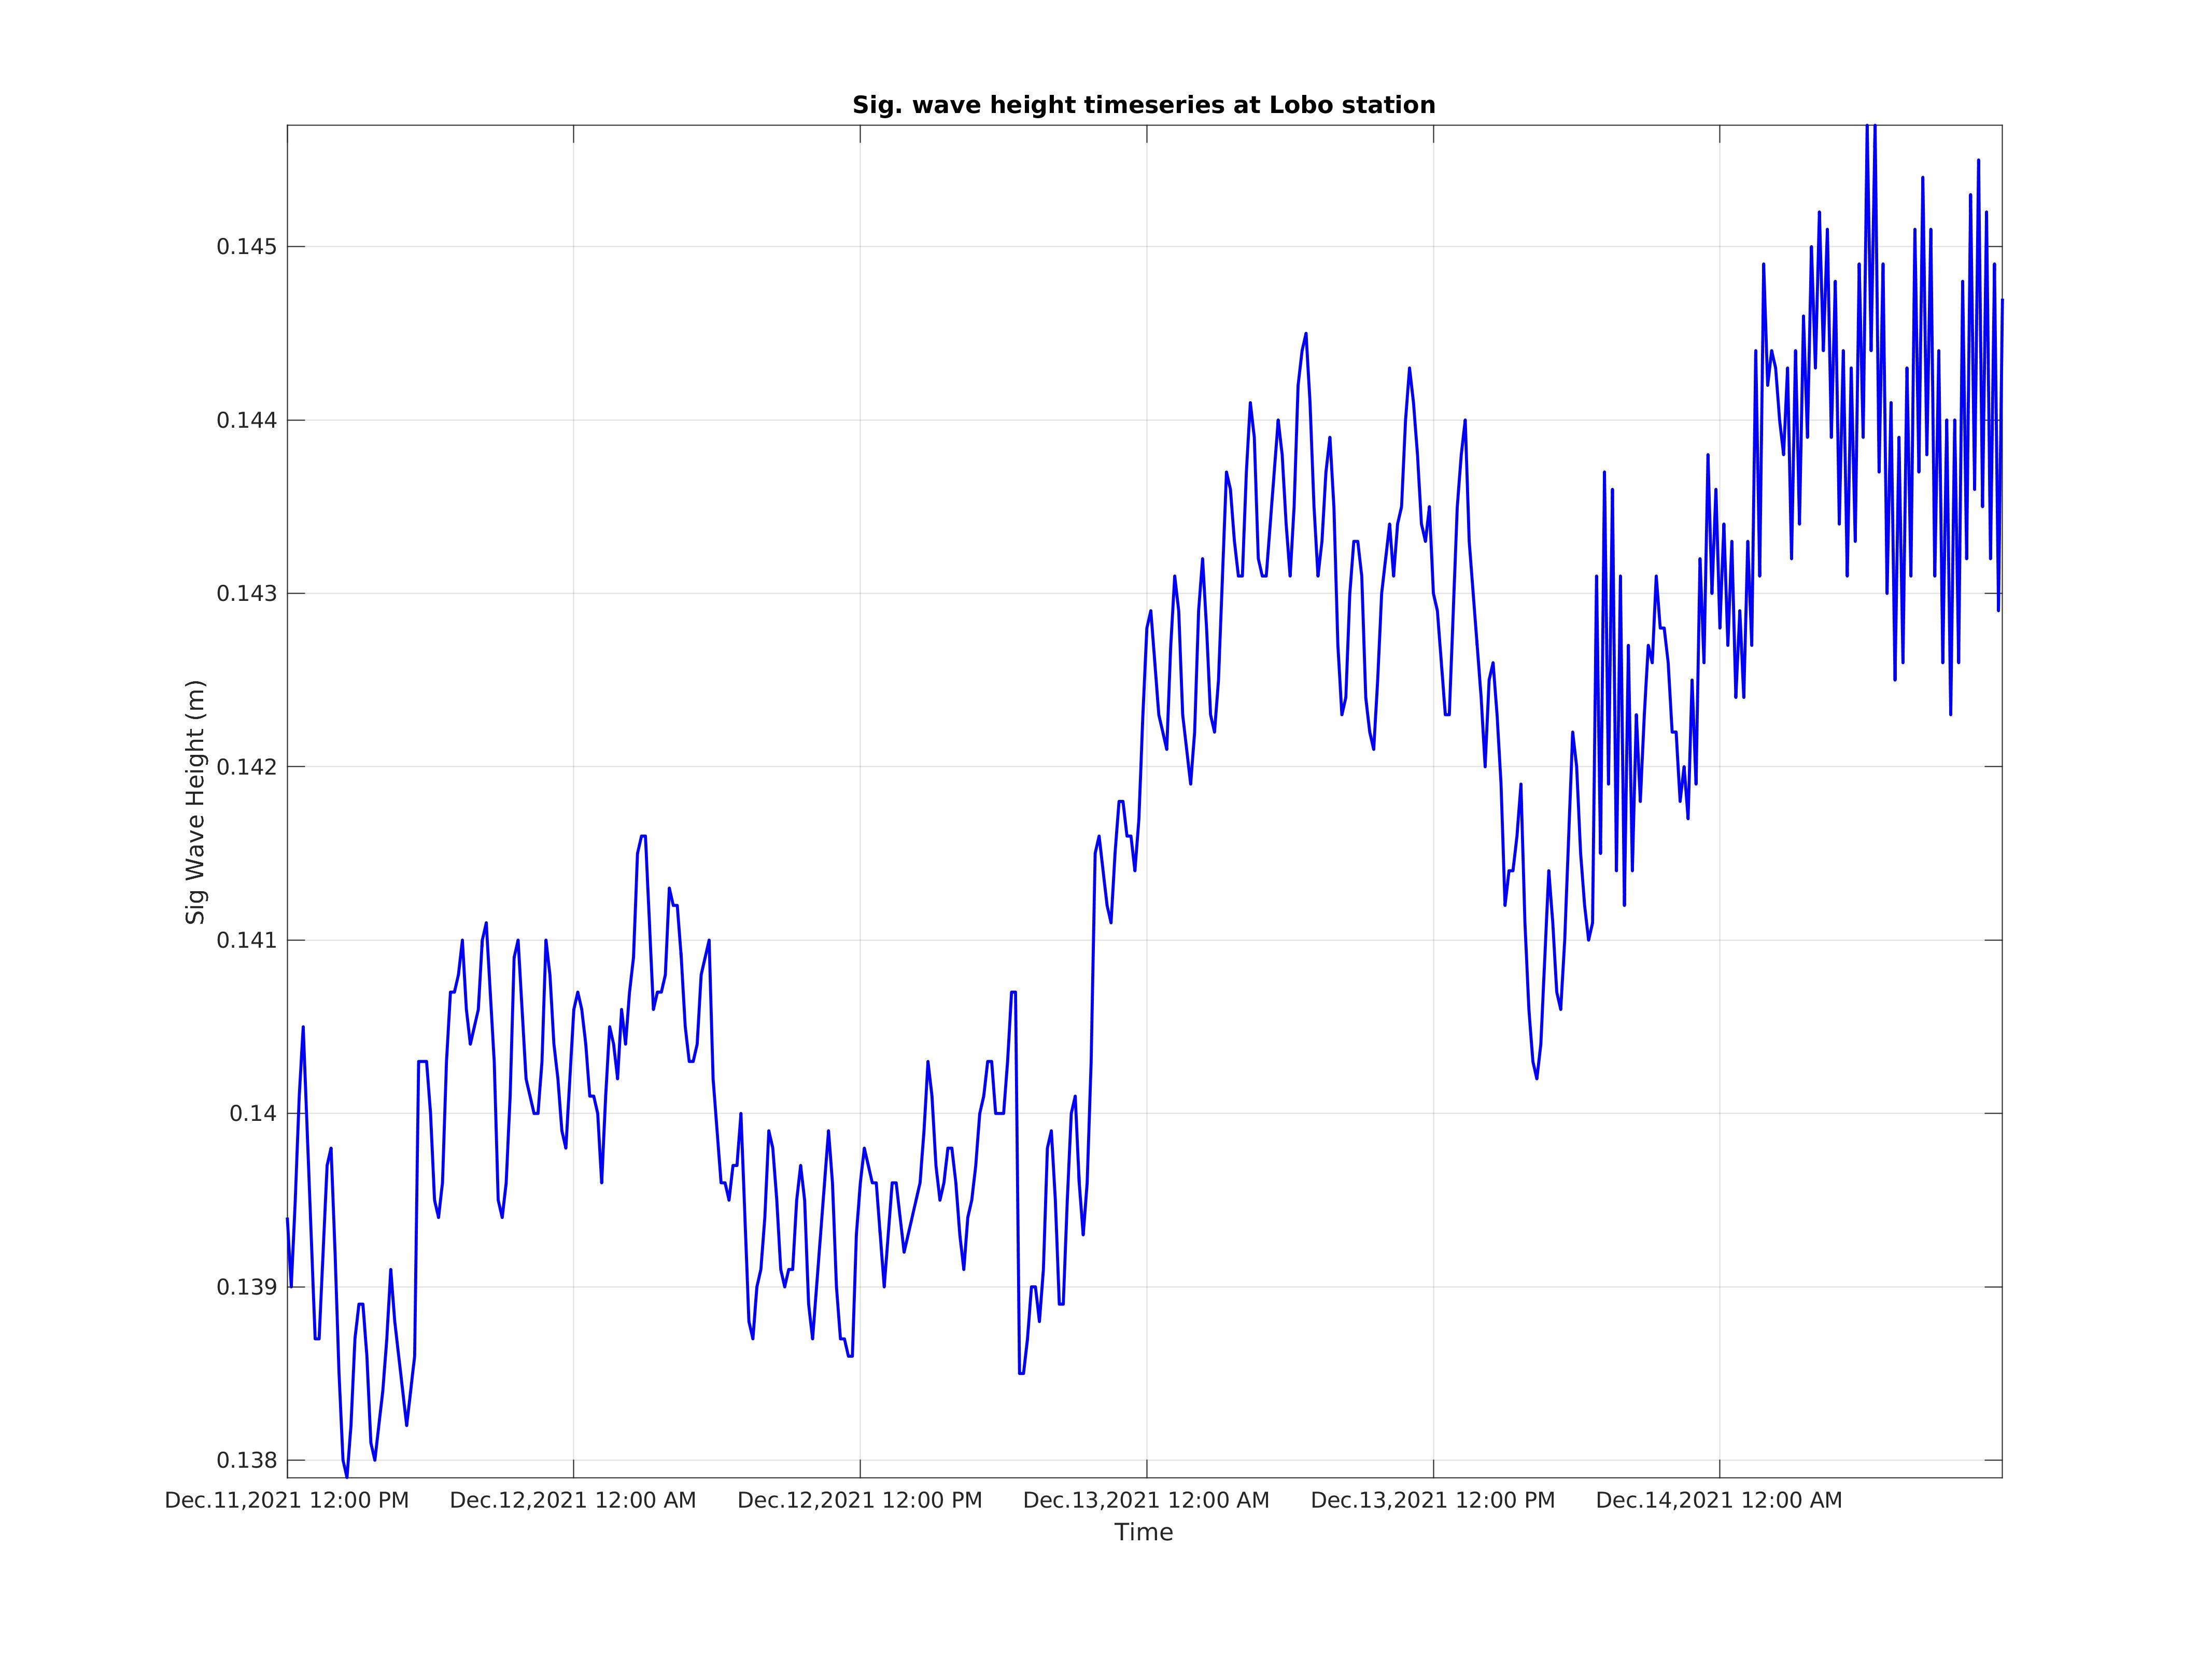 Sig. wave height timeseries at Lobo station
0.145
0.144
0.143
0.142
0.141
0.14
0.139
0.138
Sig Wave Height (m)
Dec.11,2021 12:00 PM Dec.12,2021 12:00 AM Dec.12,2021 12:00 PM Dec.13,2021 12:00 AM Dec.13,2021 12:00 PM Dec.14,2021 12:00 AM
Time